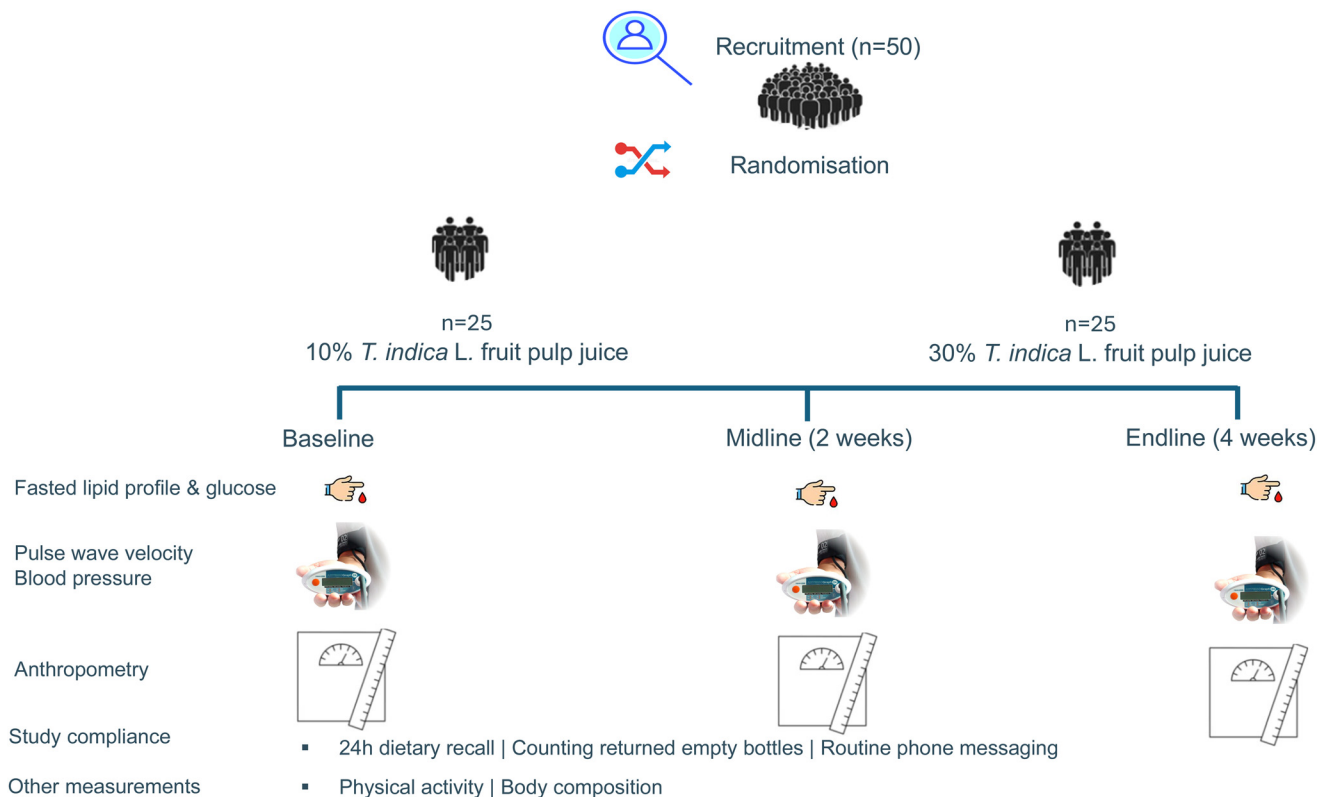 Recruitment (n=50)
Randomisation
n=25
10% T. indica L. fruit pulp juice
n=25
30% T. indica L. fruit pulp juice
Baseline
Midline (2 weeks)
Endline (4 weeks)
Fasted lipid profile & glucose
Pulse wave velocity
Blood pressure
Anthropometry
Study compliance
▪ 24h dietary recall | Counting returned empty bottles | Routine phone messaging
Other measurements
▪ Physical activity | Body composition